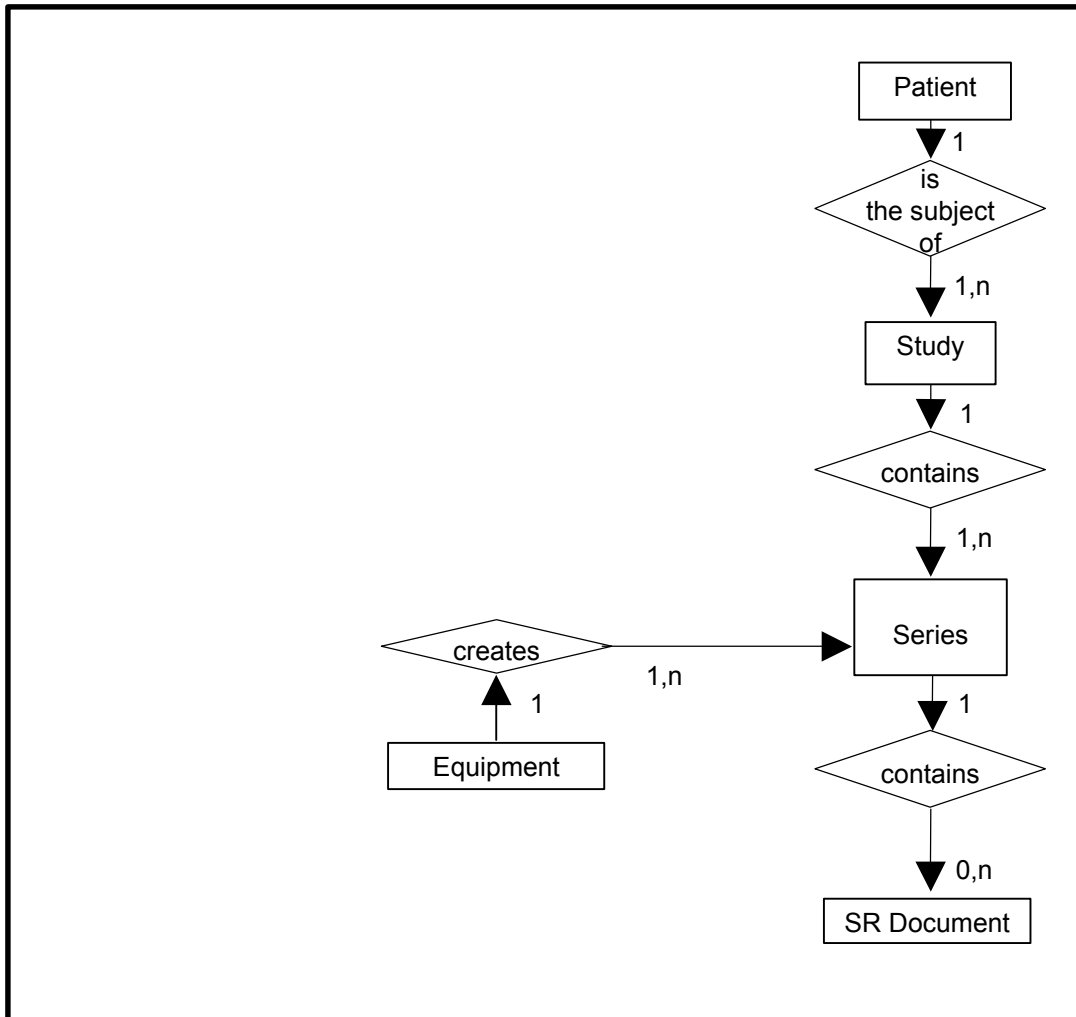 Patient
1
is
the subject
of
1,n
Study
1
contains
1,n
Series
creates
1,n
1
1
Equipment
contains
0,n
SR Document